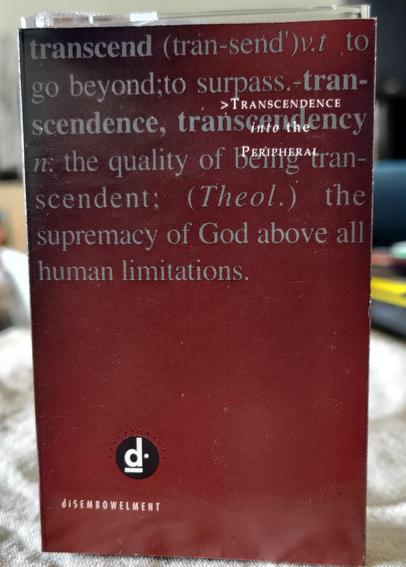 transcend (tran-send')v.t to
go beyond;to surpass.-tran-
>TRANSCENDENCE
scendence, transcendency
into the
n: the quality of being tran-
PERIPHERAL
scendent; (Theol.) the
supremacy of God above all
human limitations.
d.
diSEMBOWELMENT